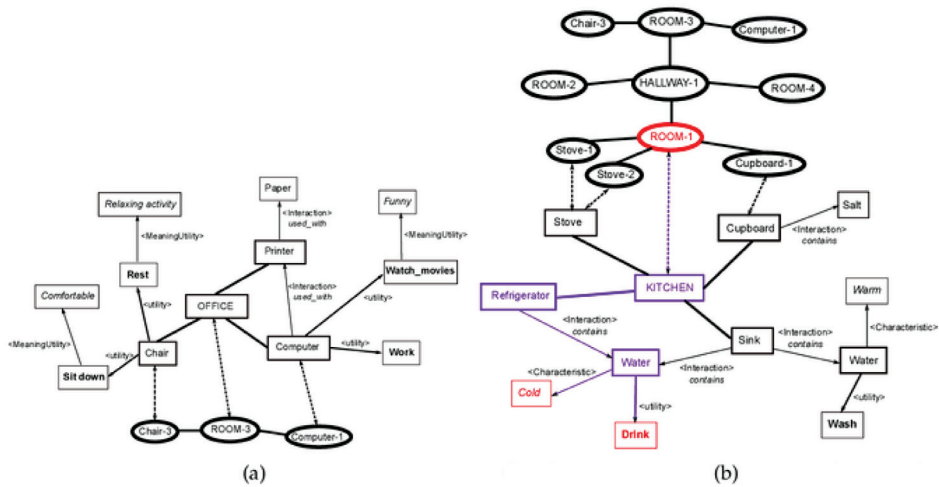 Chair-3
ROOM-3
Computer-1
ROOM-2
HALLWAY-1
ROOM-4
ROOM-1
Stove-1
Stove-2
Cupboard-1
Stove
Cupboard
Salt
<Interaction>
contains
KITCHEN
Refrigerator
<Interaction>
contains
Sink
<Interaction>
contains
Warm
<Characteristic>
Water
Water
<Interaction>
contains
<Characteristic>
Cold
<utility>
Drink
<utility>
Wash
(b)
Relaxing activity
<MeaningUtility>
Rest
<utility>
Comfortable
<MeaningUtility>
<utility>
Sit down
Chair
Paper
<Interaction>
used_with
Printer
<Interaction>
used_with
OFFICE
Funny
<MeaningUtility>
Watch_movies
<utility>
Computer
<utility>
Work
Chair-3
ROOM-3
Computer-1
(a)